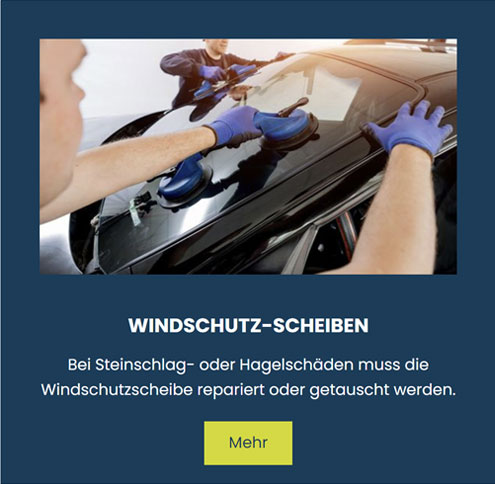 WINDSCHUTZ-SCHEIBEN
Bei Steinschlag- oder Hagelschäden muss die
Windschutzscheibe repariert oder getauscht werden.
Mehr